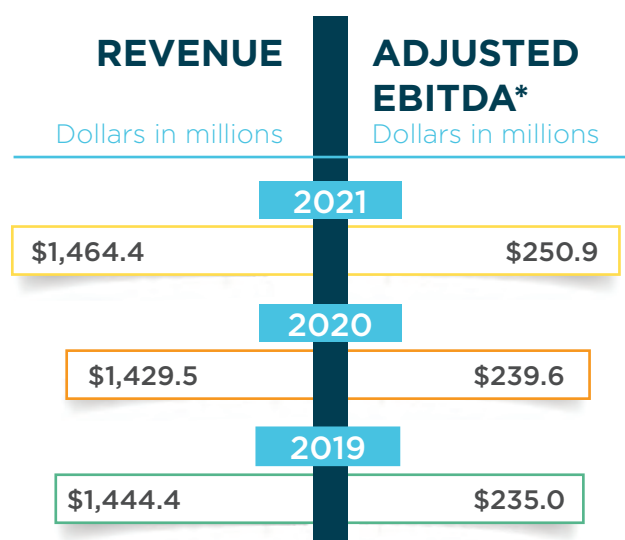 REVENUE
Dollars in millions
ADJUSTED
EBITDA*
Dollars in millions
2021
$1,464.4
$250.9
2020
$1,429.5
$239.6
2019
$1,444.4
$235.0